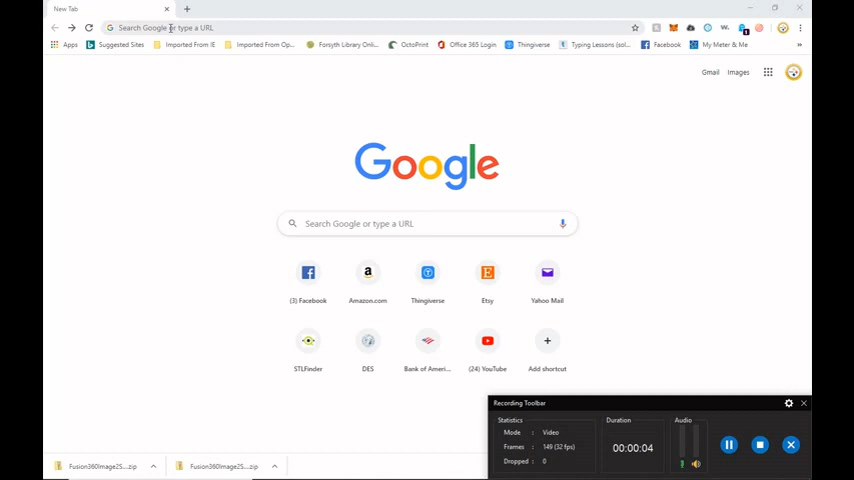 New Tab
Search Google or type a URL
Apps Suggested Sites Imported From IE Imported From Op... Forsyth Library Onli... OctoPrint Office 365 Login Thingiverse Typing Lessons (sol... Facebook My Meter & Me »
Gmail Images
Google
Search Google or type a URL
(3) Facebook Amazon.com Thingiverse Etsy Yahoo Mail
STLFinder DES Bank of Ameri... (24) YouTube Add shortcut
Recording Toolbar
Statistics Duration Audio
Mode : Video
Frames : 149 (32 fps)
Dropped : 0
00:00:04
Fusion360Image2S...zip Fusion360Image2S...zip